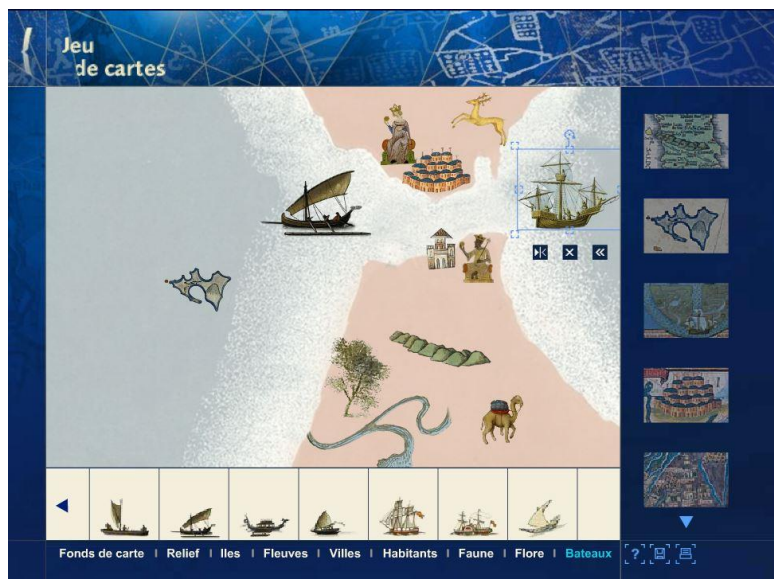 Jeu
de cartes
Fonds de carte | Relief | Iles | Fleuves | Villes | Habitants | Faune | Flore | Bateaux
?